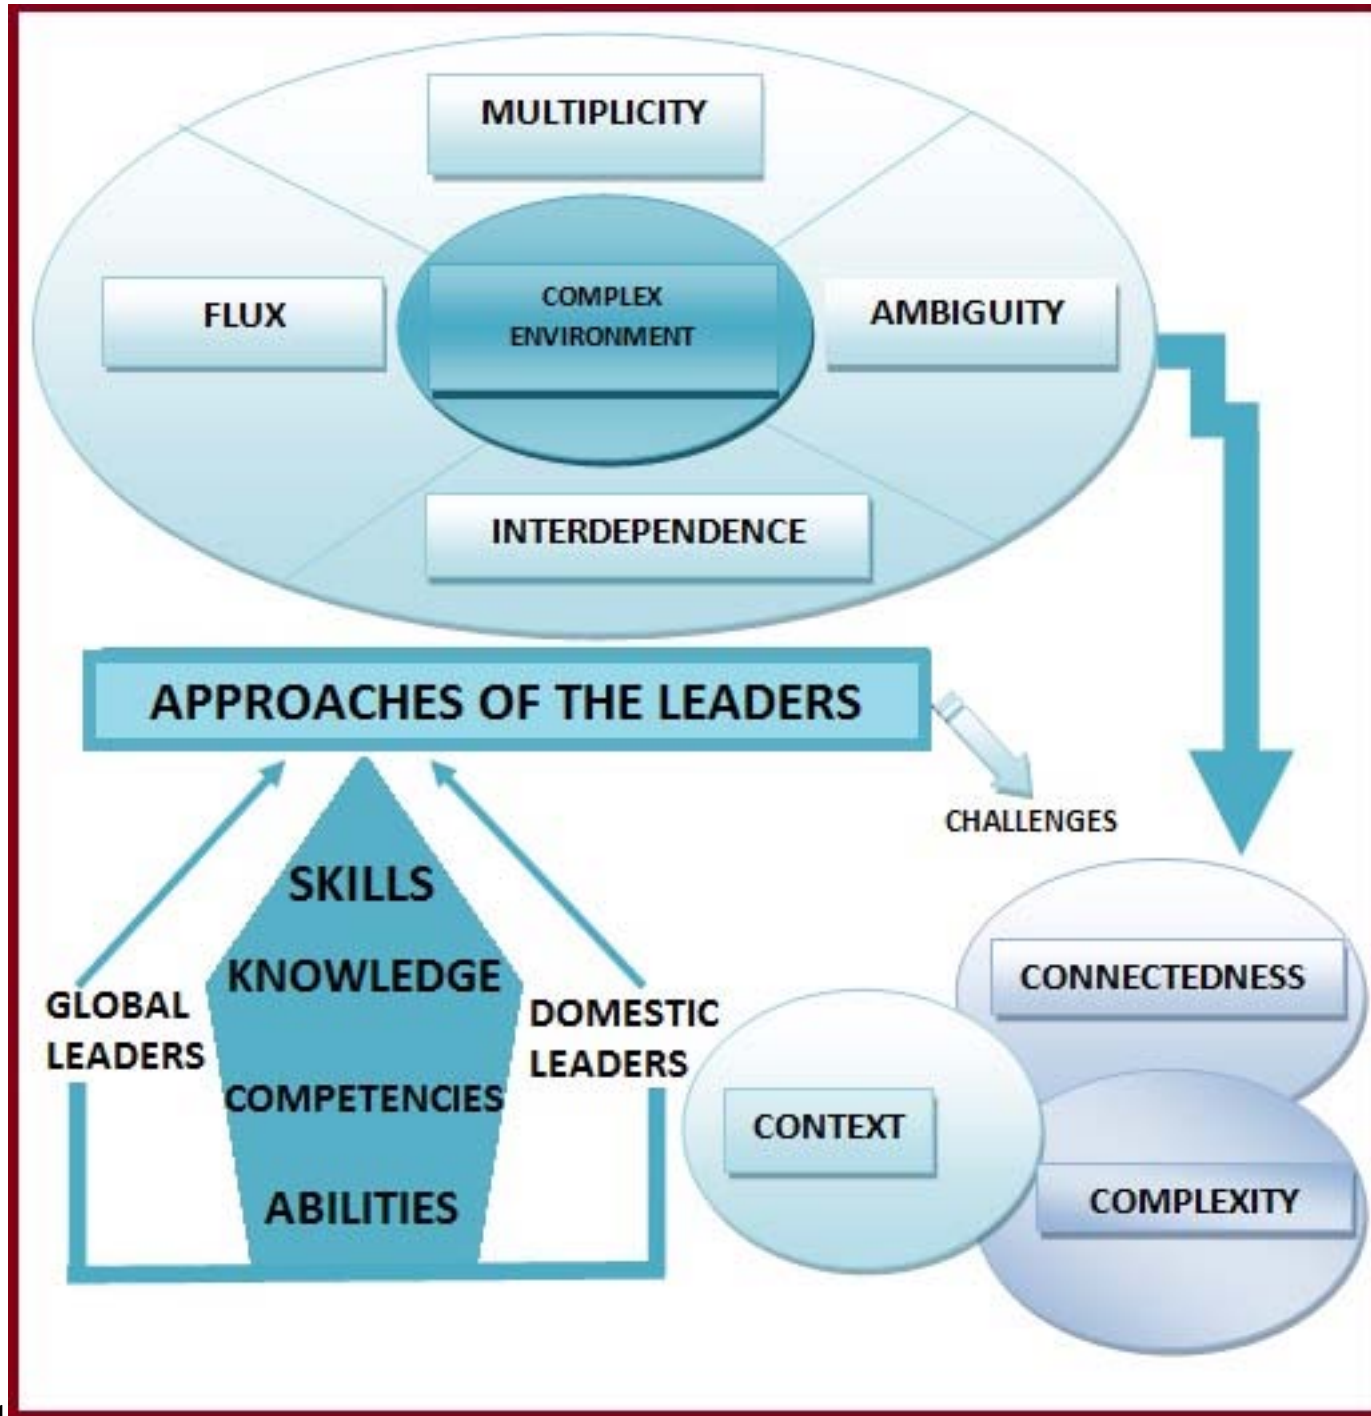 MULTIPLICITY
FLUX
COMPLEX
ENVIRONMENT
AMBIGUITY
INTERDEPENDENCE
APPROACHES OF THE LEADERS
CHALLENGES
SKILLS
KNOWLEDGE
COMPETENCIES
ABILITIES
GLOBAL
LEADERS
DOMESTIC
LEADERS
CONNECTEDNESS
CONTEXT
COMPLEXITY